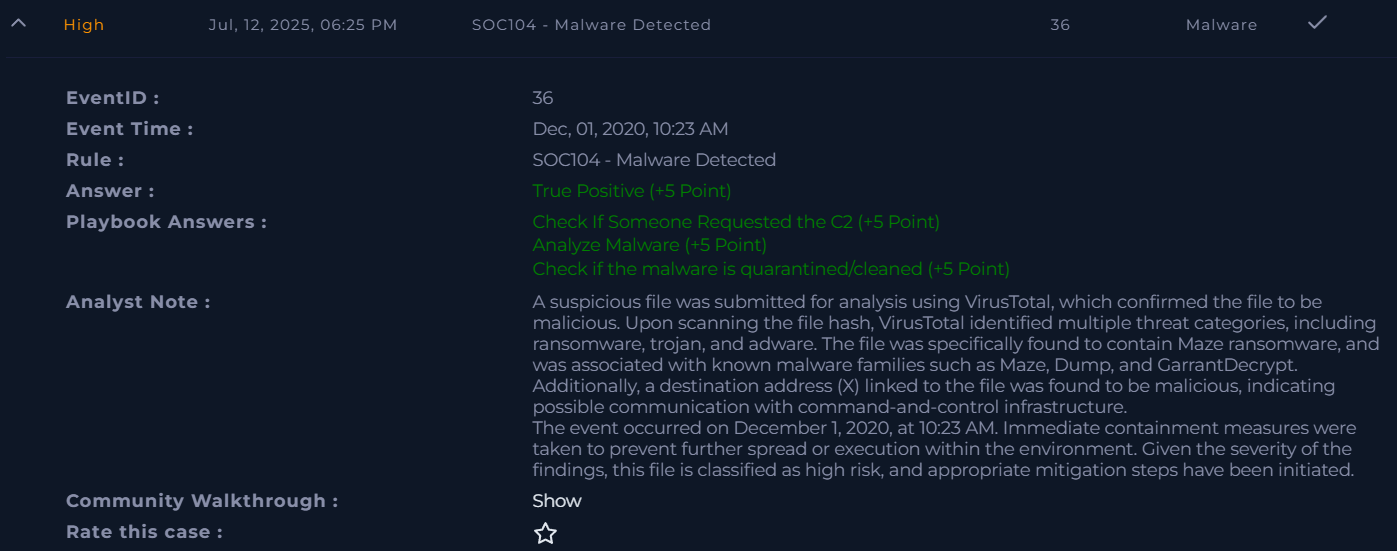 High Jul, 12, 2025, 06:25 PM SOC104 - Malware Detected 36 Malware
EventID : 36
Event Time : Dec, 01, 2020, 10:23 AM
Rule : SOC104 - Malware Detected
Answer : True Positive (+5 Point)
Playbook Answers : Check If Someone Requested the C2 (+5 Point)
Analyze Malware (+5 Point)
Check if the malware is quarantined/cleaned (+5 Point)
Analyst Note : A suspicious file was submitted for analysis using VirusTotal, which confirmed the file to be
malicious. Upon scanning the file hash, VirusTotal identified multiple threat categories, including
ransomware, trojan, and adware. The file was specifically found to contain Maze ransomware, and
was associated with known malware families such as Maze, Dump, and GarrantDecrypt.
Additionally, a destination address (X) linked to the file was found to be malicious, indicating
possible communication with command-and-control infrastructure.
The event occurred on December 1, 2020, at 10:23 AM. Immediate containment measures were
taken to prevent further spread or execution within the environment. Given the severity of the
findings, this file is classified as high risk, and appropriate mitigation steps have been initiated.
Community Walkthrough : Show
Rate this case :